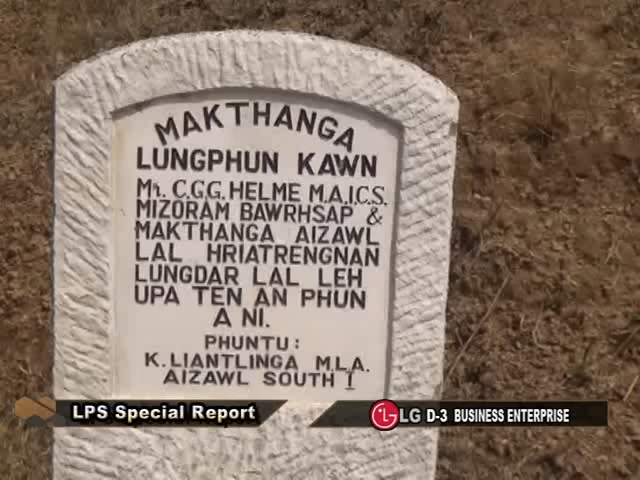 MAKTHANGA
LUNGPHUN KAWN
Mr. C.G.G. HELME M.A.I.C.S.
MIZORAM BAWRHSAP &
MAKTHANGA AIZAWL
LAL HRIATRENGNAN
LUNGDAR LAL LEH
UPA TEN AN PHUN
A NI.
PHUNTU:
K. LIANTLINGA M.L.A.
AIZAWL SOUTH I
LPS Special Report
LG D-3 BUSINESS ENTERPRISE